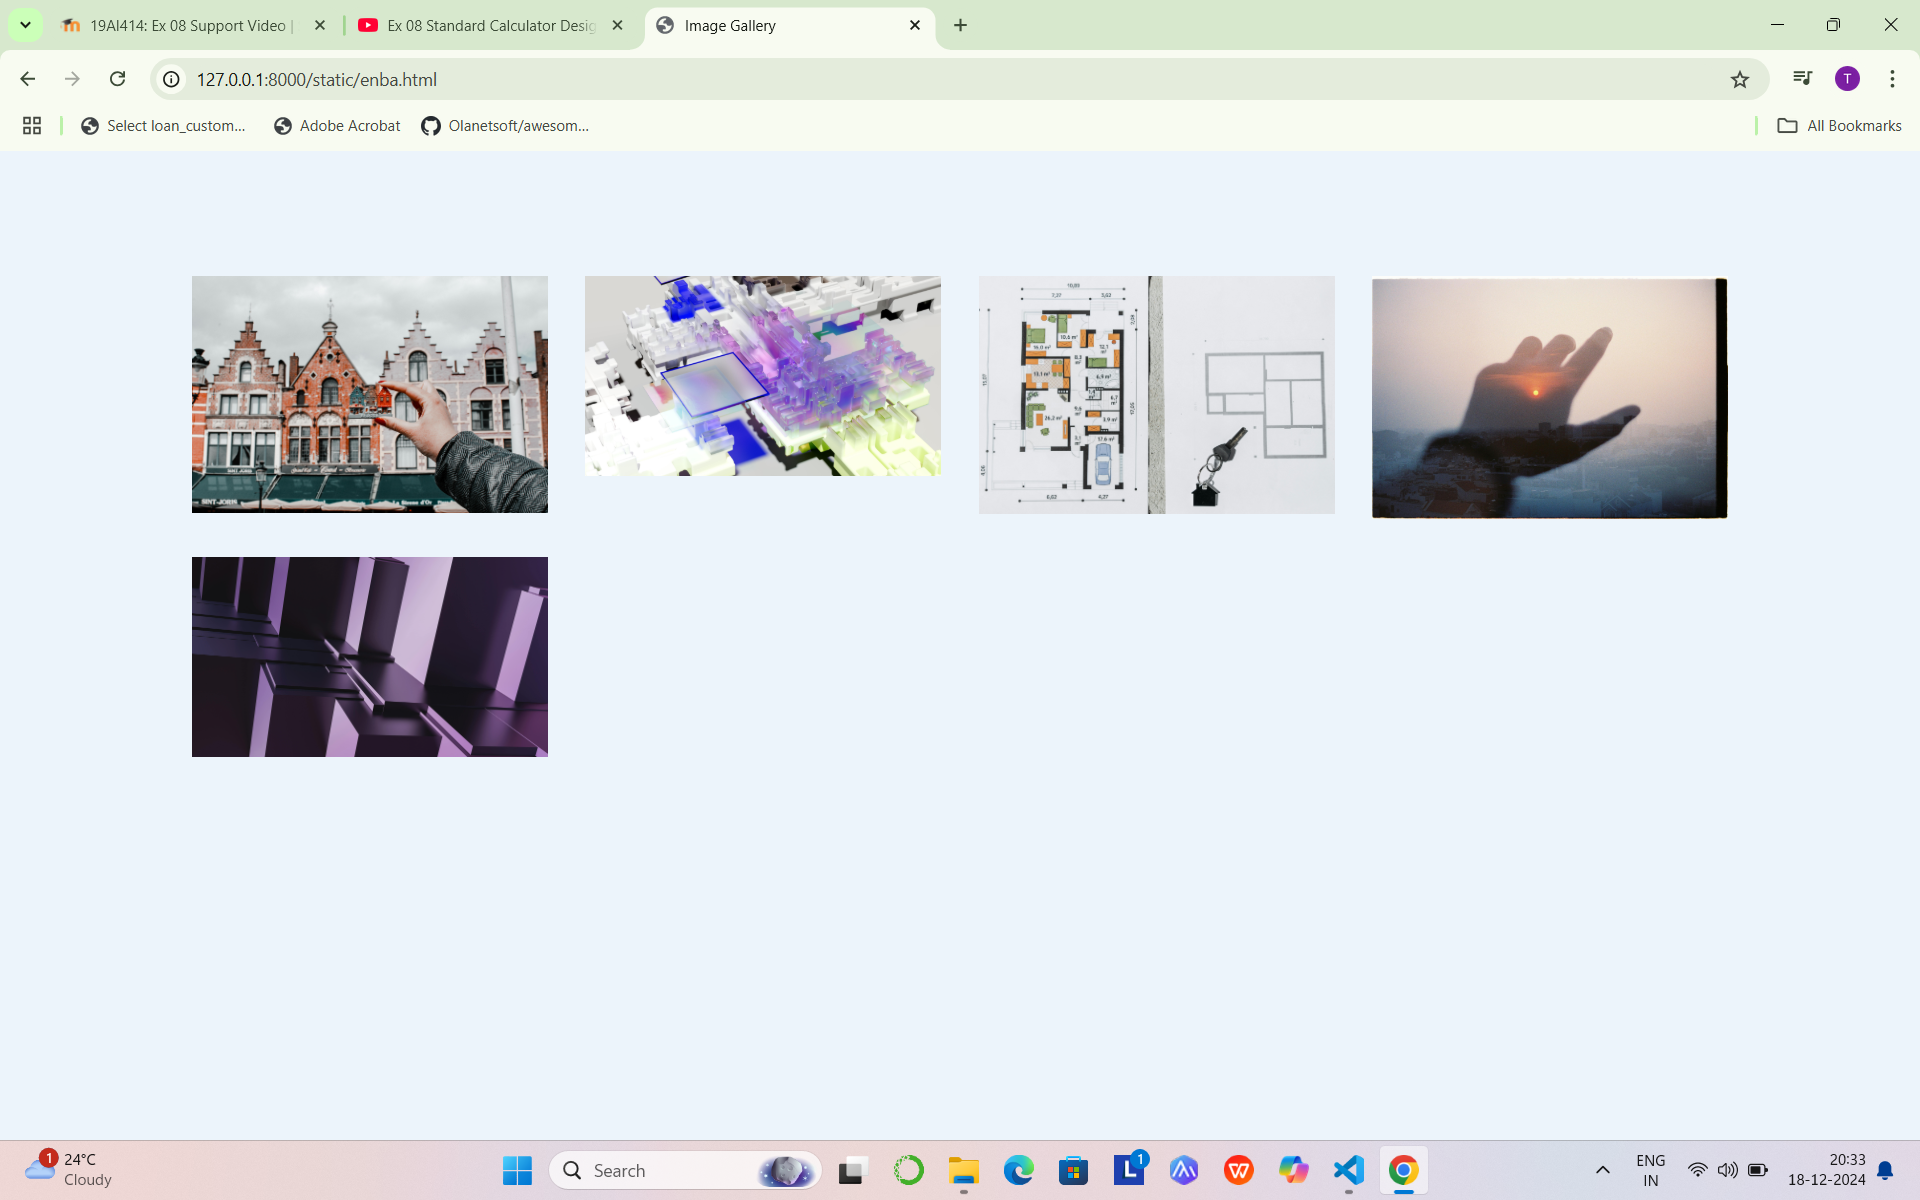 19AI414: Ex 08 Support Video |
Ex 08 Standard Calculator Desig
Image Gallery
127.0.0.1:8000/static/enba.html
T
Select loan_custom...
Adobe Acrobat
Olanetsoft/awesom...
All Bookmarks
1
24°C
Cloudy
Search
L
1
ENG
IN
20:33
18-12-2024